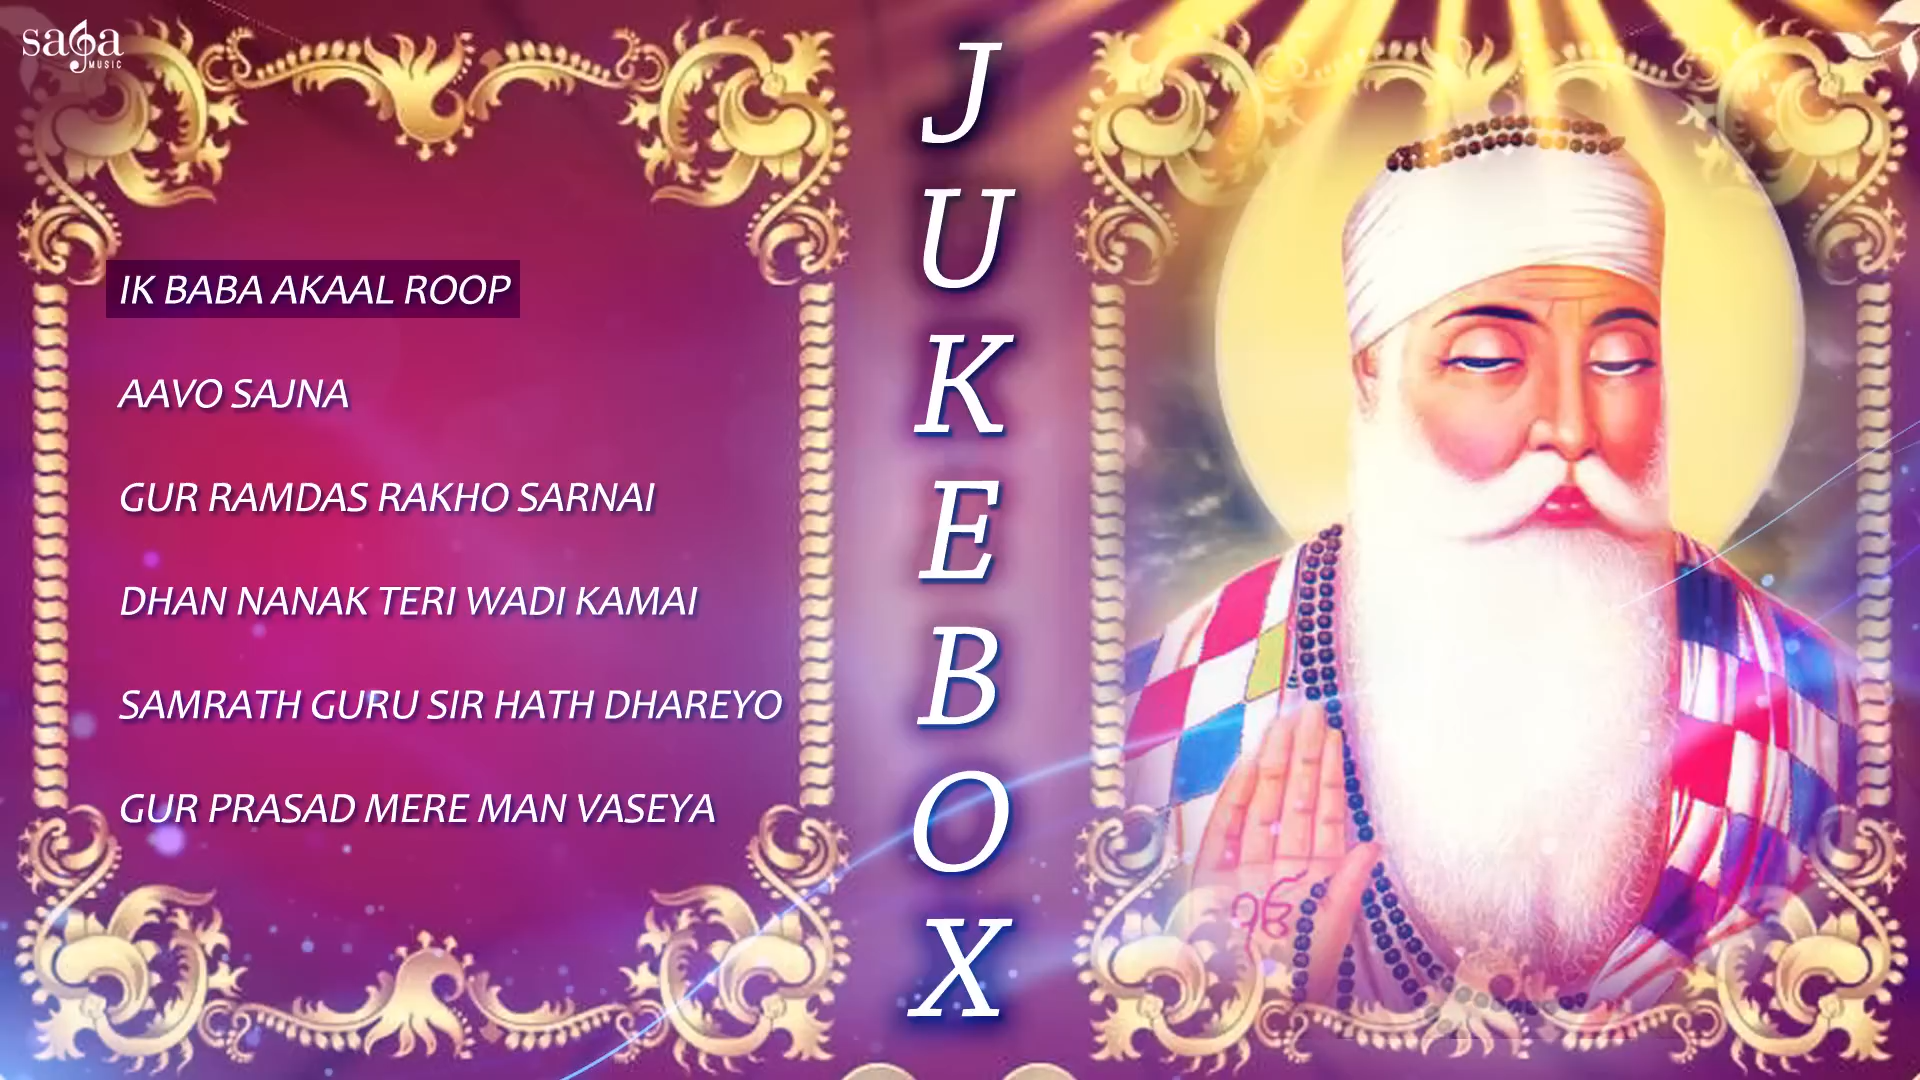 saga
MUSIC
IK BABA AKAAL ROOP
AAVO SAJNA
GUR RAMDAS RAKHO SARNAI
DHAN NANAK TERI WADI KAMAI
SAMRATH GURU SIR HATH DHAREYO
GUR PRASAD MERE MAN VASEYA
JUKEBOX
ੴ